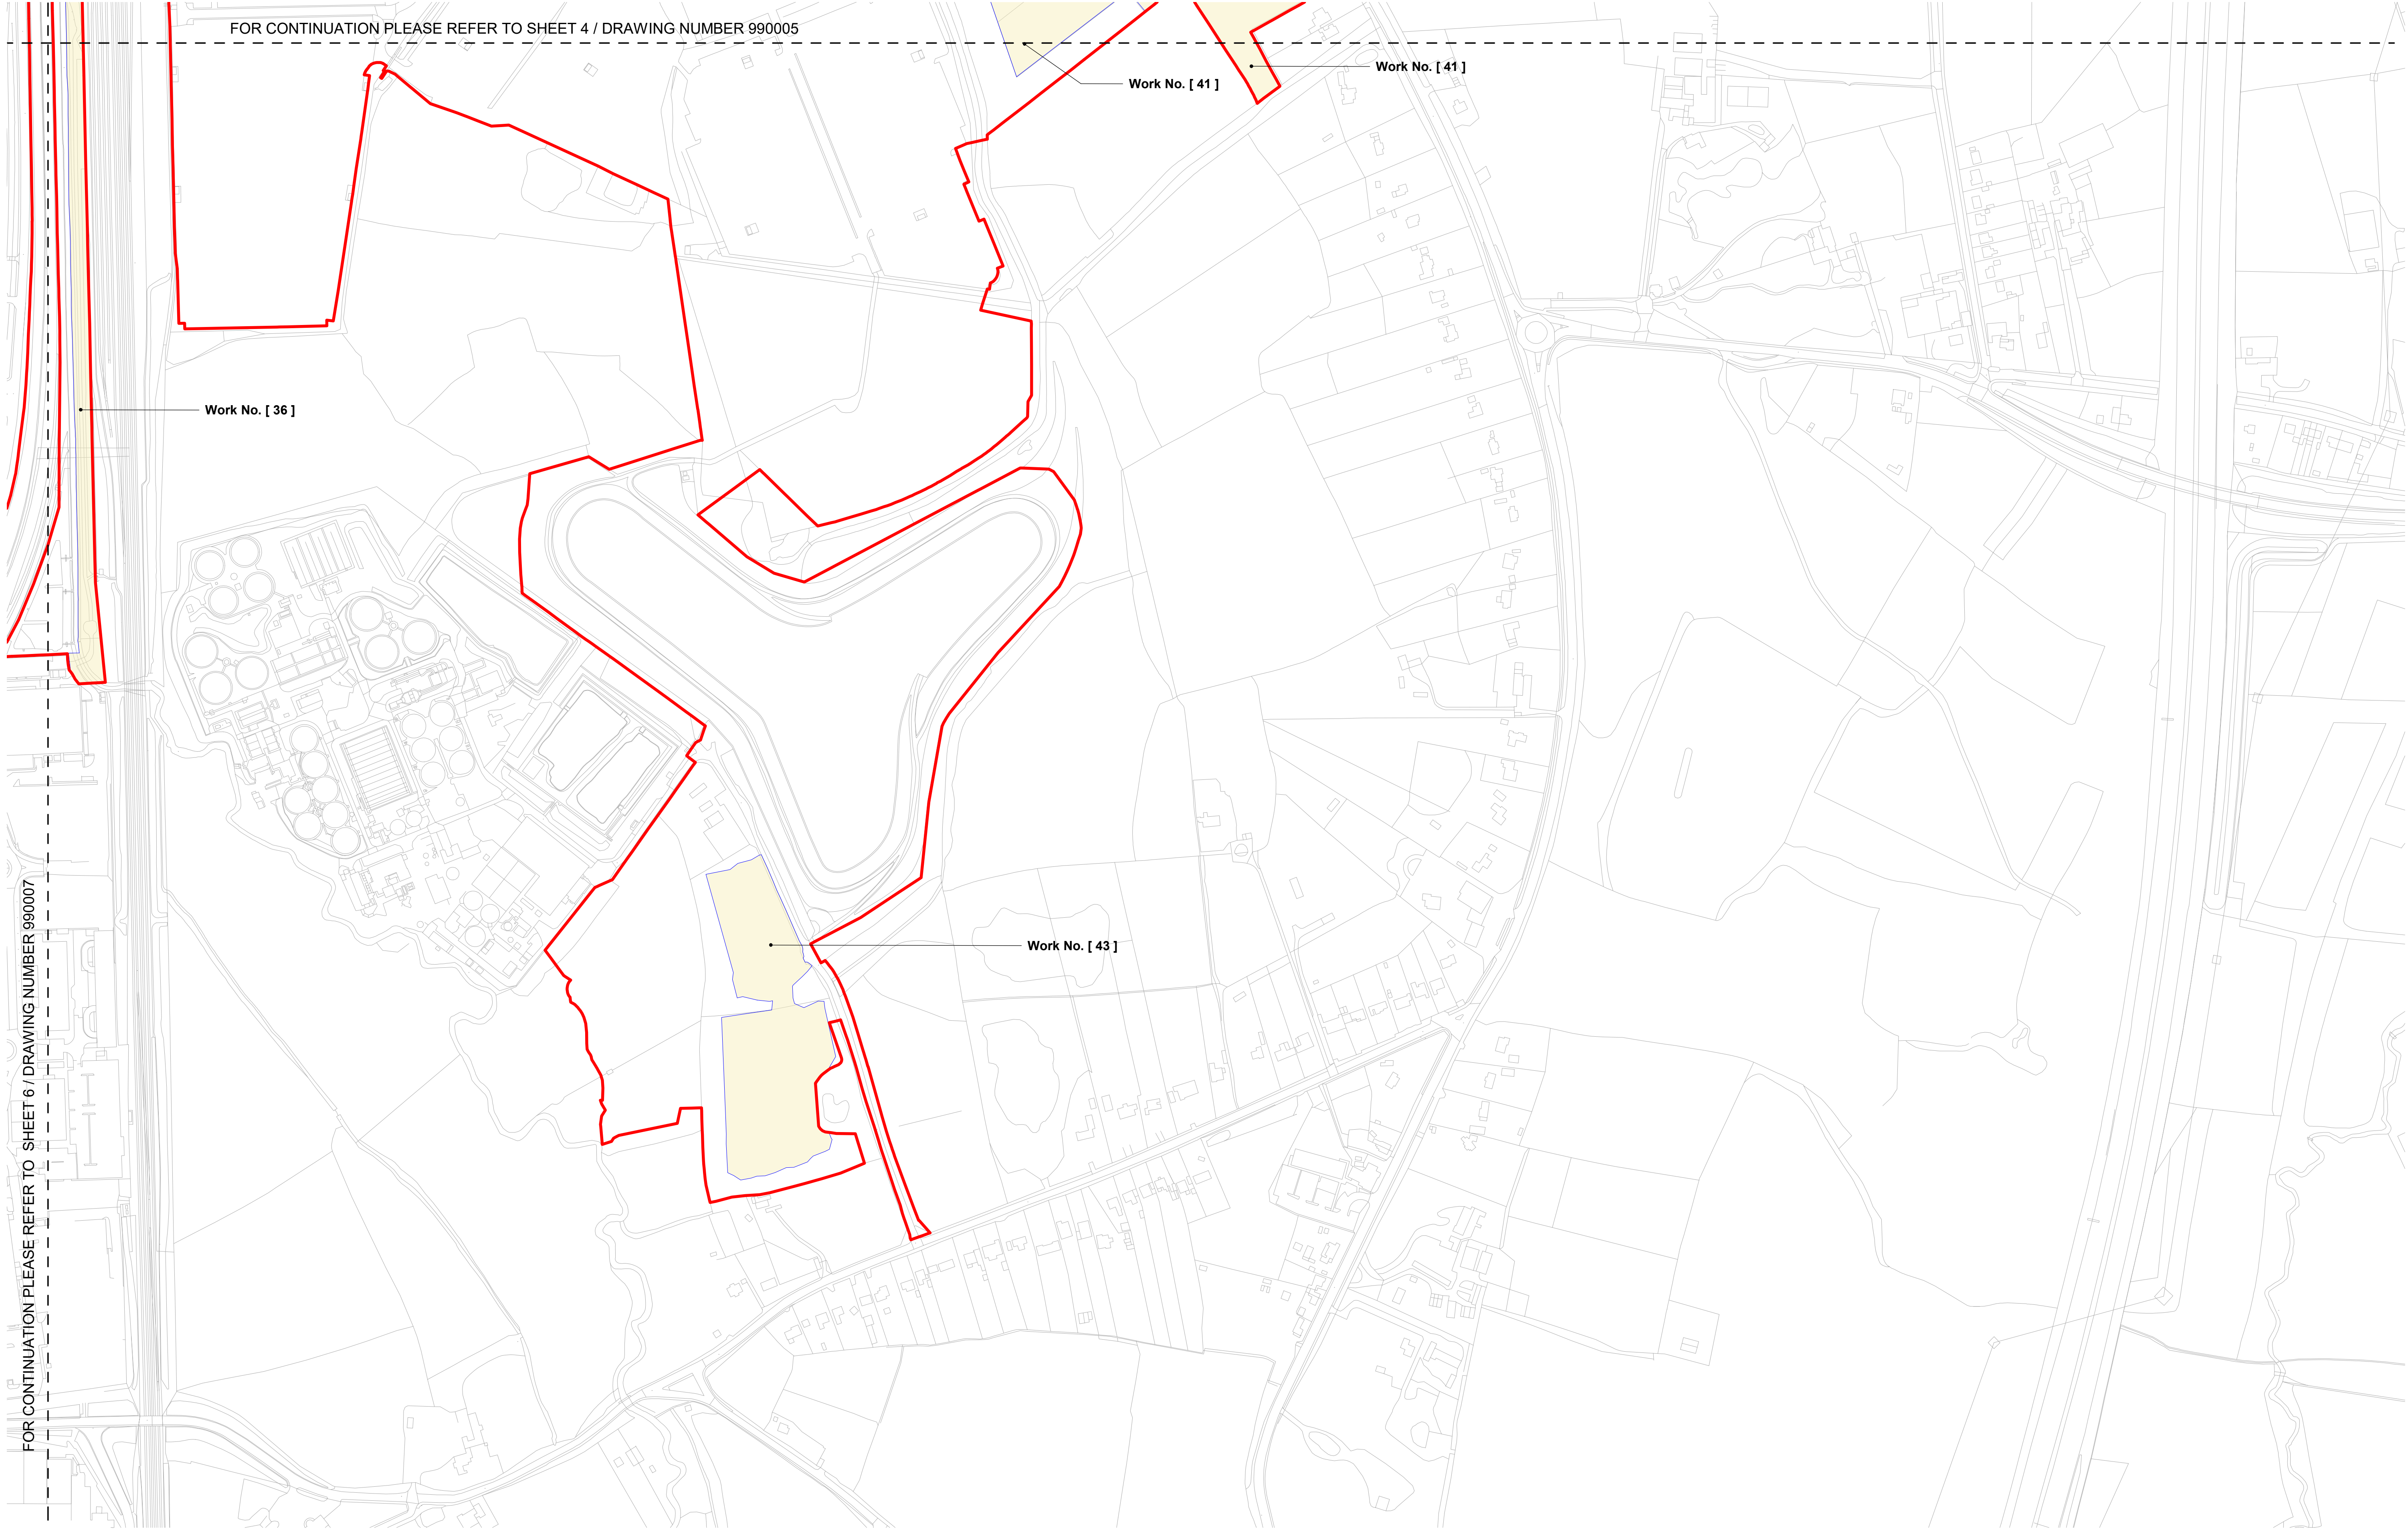 FOR CONTINUATION PLEASE REFER TO SHEET 4 / DRAWING NUMBER 990005
Work No. [ 41 ]
Work No. [ 41 ]
Work No. [ 36 ]
Work No. [ 43 ]
FOR CONTINUATION PLEASE REFER TO SHEET 6 / DRAWING NUMBER 990007